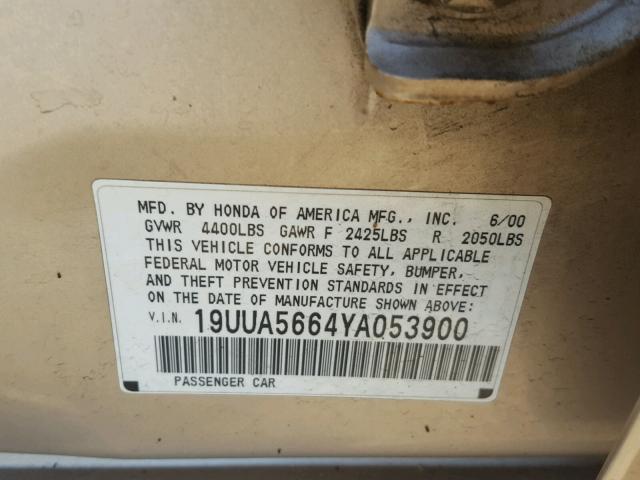 MFD. BY HONDA OF AMERICA MFG., INC. 6/00
GVWR 4400LBS GAWR F 2425LBS R 2050LBS
THIS VEHICLE CONFORMS TO ALL APPLICABLE
FEDERAL MOTOR VEHICLE SAFETY, BUMPER,
AND THEFT PREVENTION STANDARDS IN EFFECT
ON THE DATE OF MANUFACTURE SHOWN ABOVE:
V.I.N. 19UUA5664YA053900
PASSENGER CAR